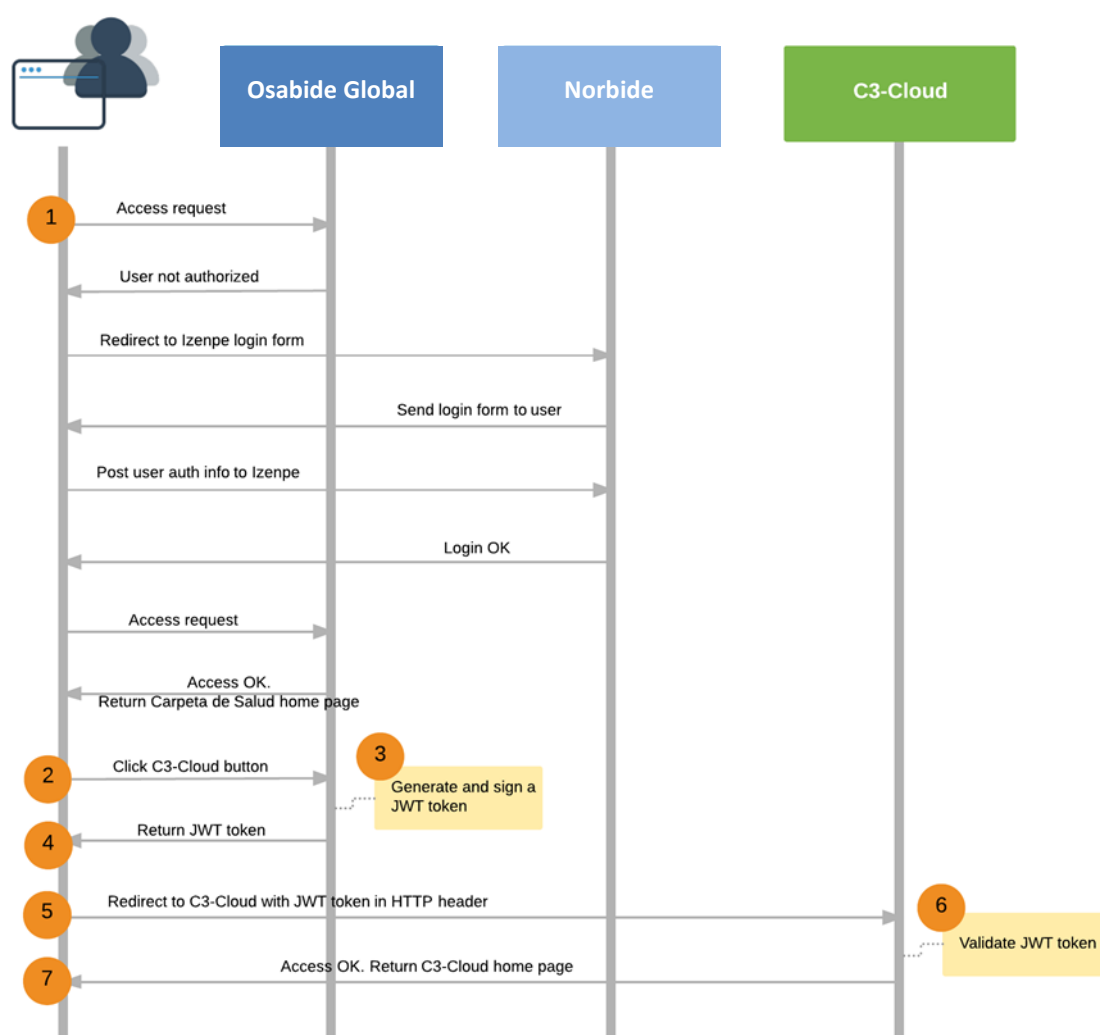 Osabide Global
Norbide
C3-Cloud
1
Access request
User not authorized
Redirect to Izenpe login form
Send login form to user
Post user auth info to Izenpe
Login OK
Access request
Access OK.
Return Carpeta de Salud home page
2
Click C3-Cloud button
3
Generate and sign a
JWT token
4
Return JWT token
5
Redirect to C3-Cloud with JWT token in HTTP header
6
Validate JWT token
7
Access OK. Return C3-Cloud home page